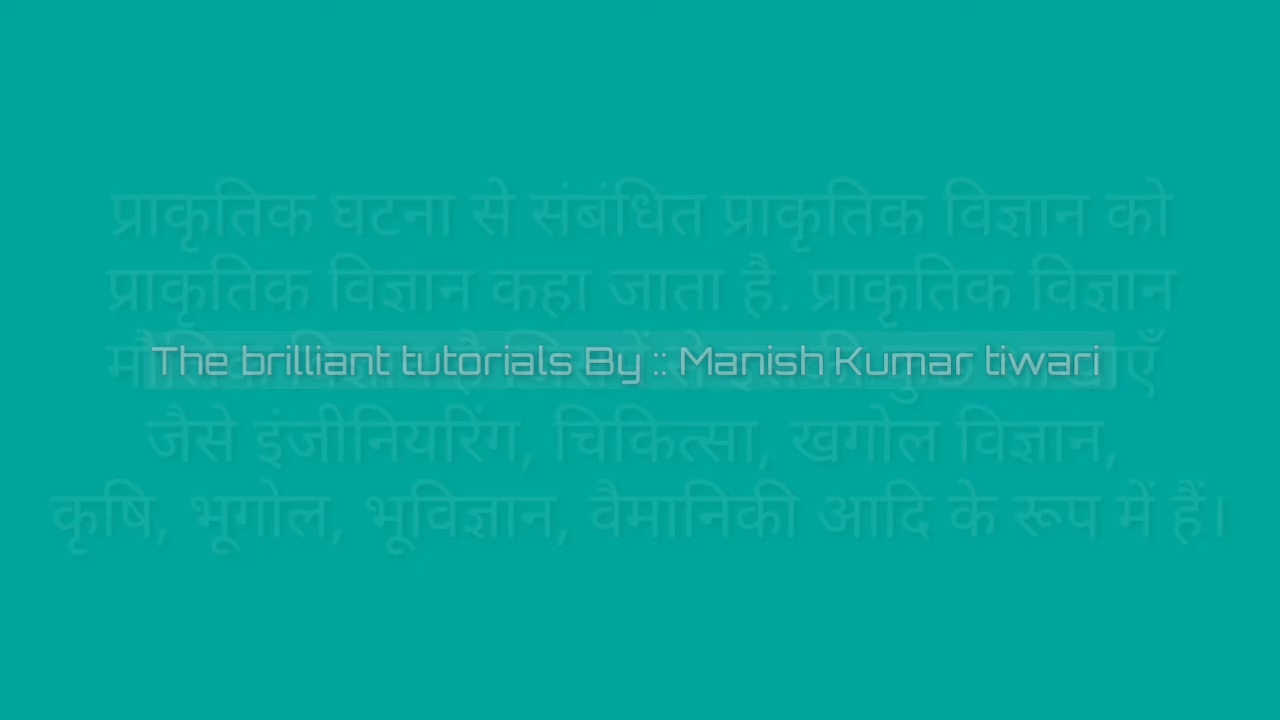 प्राकृतिक घटना से संबंधित प्राकृतिक विज्ञान को
प्राकृतिक विज्ञान कहा जाता है. प्राकृतिक विज्ञान
The brilliant tutorials By :: Manish Kumar tiwari
जैसे इंजीनियरिंग, चिकित्सा, खगोल विज्ञान,
कृषि, भूगोल, भूविज्ञान, वैमानिकी आदि के रूप में हैं।